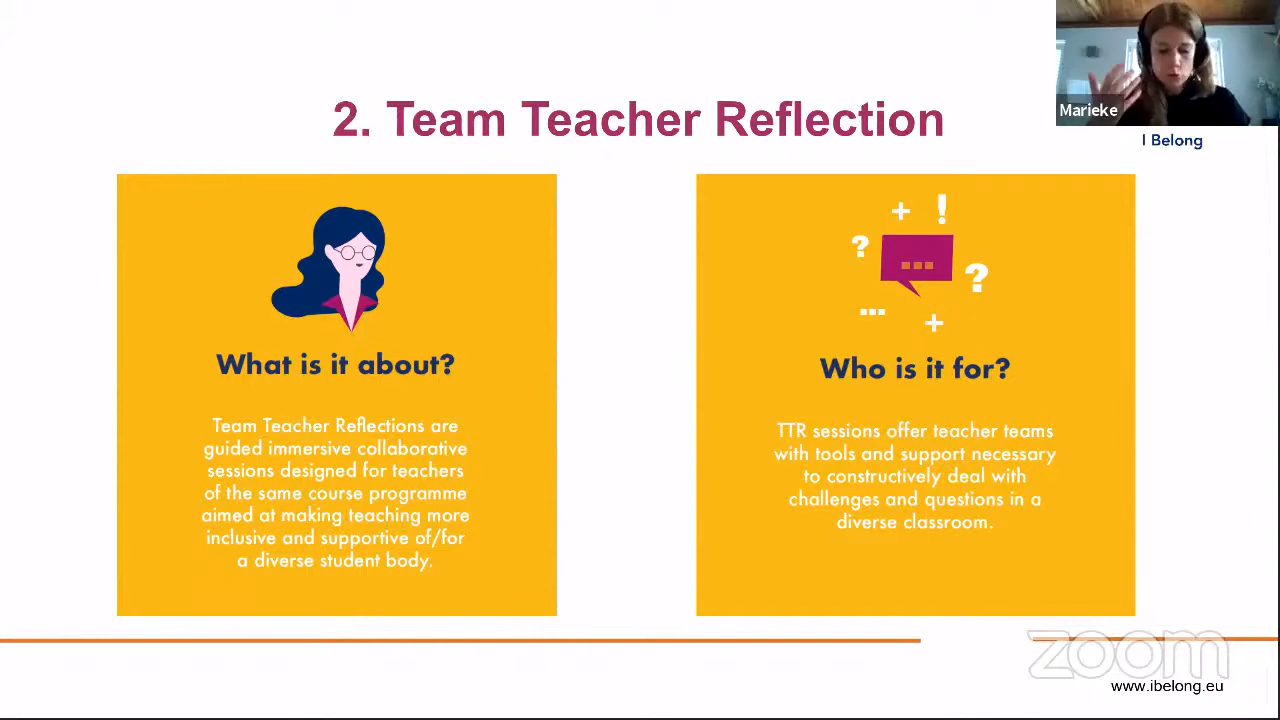 2. Team Teacher Reflection
Marieke
I Belong
What is it about?
Team Teacher Reflections are
guided immersive collaborative
sessions designed for teachers
of the same course programme
aimed at making teaching more
inclusive and supportive of/for
a diverse student body.
+ !
?
...
?
...
+
Who is it for?
TTR sessions offer teacher teams
with tools and support necessary
to constructively deal with
challenges and questions in a
diverse classroom.
zoom
www.ibelong.eu